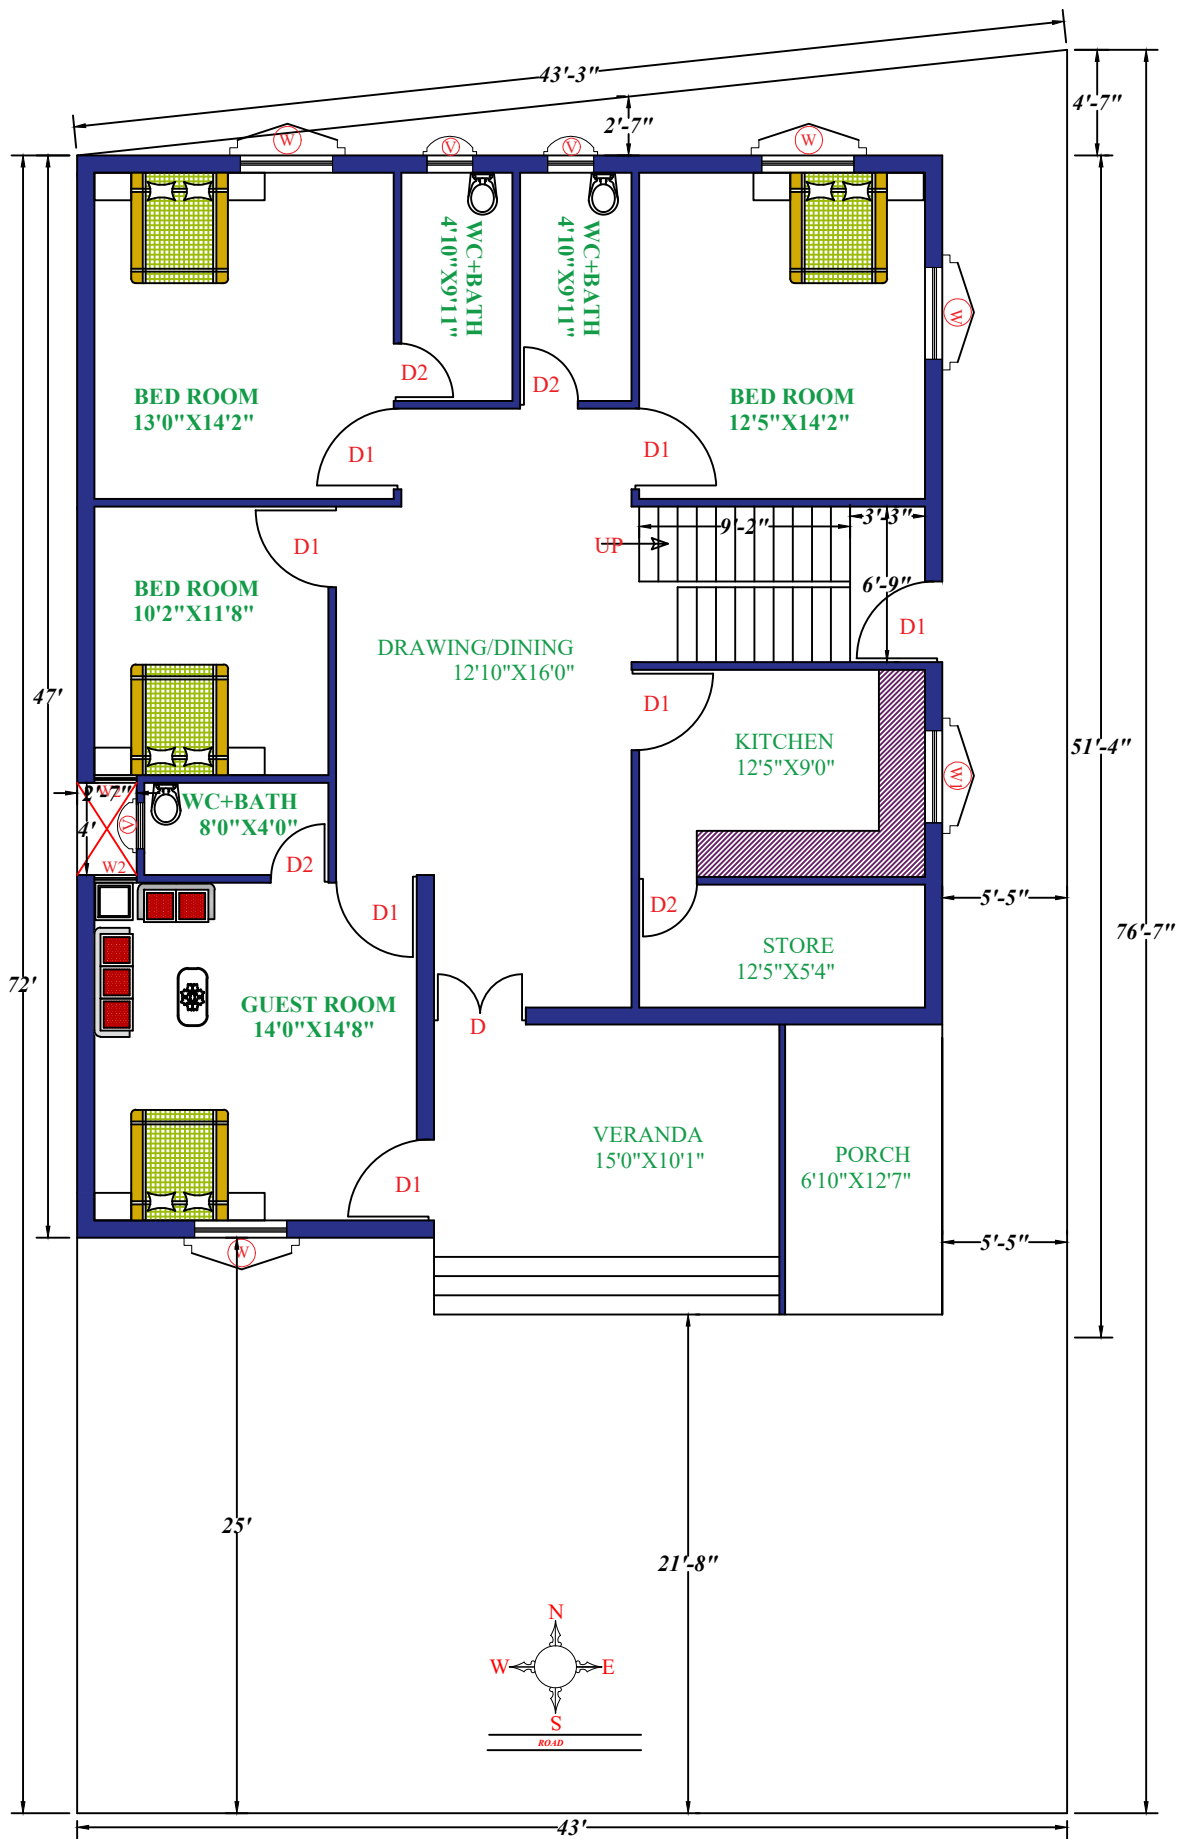 43'-3"
4'-7"
2'-7"
W
V
V
W
WC+BATH
4'10"X9'11"
WC+BATH
4'10"X9'11"
W
D2
D2
BED ROOM
13'0"X14'2"
BED ROOM
12'5"X14'2"
D1
D1
9'-2"
3'-3"
UP
D1
BED ROOM
10'2"X11'8"
6'-9"
D1
DRAWING/DINING
12'10"X16'0"
47'
D1
KITCHEN
12'5"X9'0"
51'-4"
W1
2'-7"
W2
WC+BATH
8'0"X4'0"
4'
V
W2
D2
D1
D2
5'-5"
76'-7"
STORE
12'5"X5'4"
72'
GUEST ROOM
14'0"X14'8"
D
VERANDA
15'0"X10'1"
PORCH
6'10"X12'7"
D1
5'-5"
W
25'
21'-8"
N
W E
S
ROAD
43'